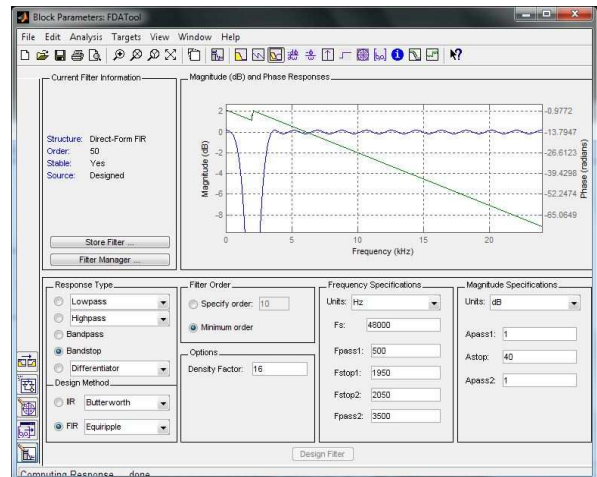 Block Parameters: FDATool
File Edit Analysis Targets View Window Help
Current Filter Information
Structure: Direct-Form FIR
Order: 50
Stable: Yes
Source: Designed
Store Filter ...
Filter Manager ...
Magnitude (dB) and Phase Responses
Magnitude (dB)
2
0
-2
-4
-6
-8
0 5 10 15 20
Frequency (kHz)
-0.9772
-13.7947
-26.6123
-39.4298
-52.2474
-65.0649
Phase (radians)
Response Type
Lowpass
Highpass
Bandpass
Bandstop
Differentiator
Design Method
IIR Butterworth
FIR Equiripple
Filter Order
Specify order: 10
Minimum order
Options
Density Factor: 16
Frequency Specifications
Units: Hz
Fs: 48000
Fpass1: 500
Fstop1: 1950
Fstop2: 2050
Fpass2: 3500
Magnitude Specifications
Units: dB
Apass1: 1
Astop: 40
Apass2: 1
Design Filter
Computing Response ... done